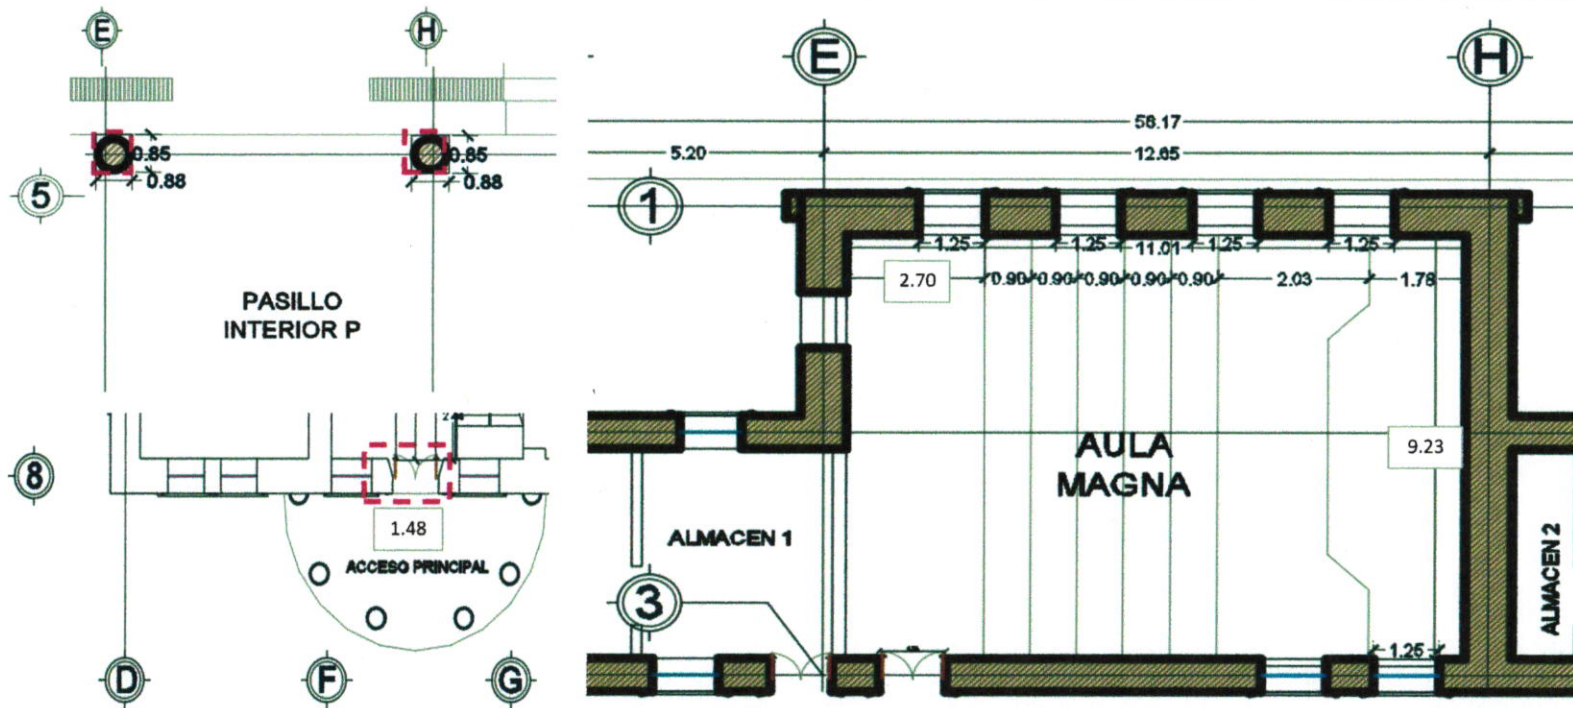 E
H
0.85
0.88
0.85
0.88
5
PASILLO
INTERIOR P
8
1.48
ACCESO PRINCIPAL
D
F
G
E
H
58.17
5.20
12.65
1
1.25
1.25
11.01
1.25
1.25
2.70
0.90
0.90
0.90
0.90
0.90
2.03
1.78
AULA
MAGNA
9.23
ALMACEN 1
ALMACEN 2
3
1.25